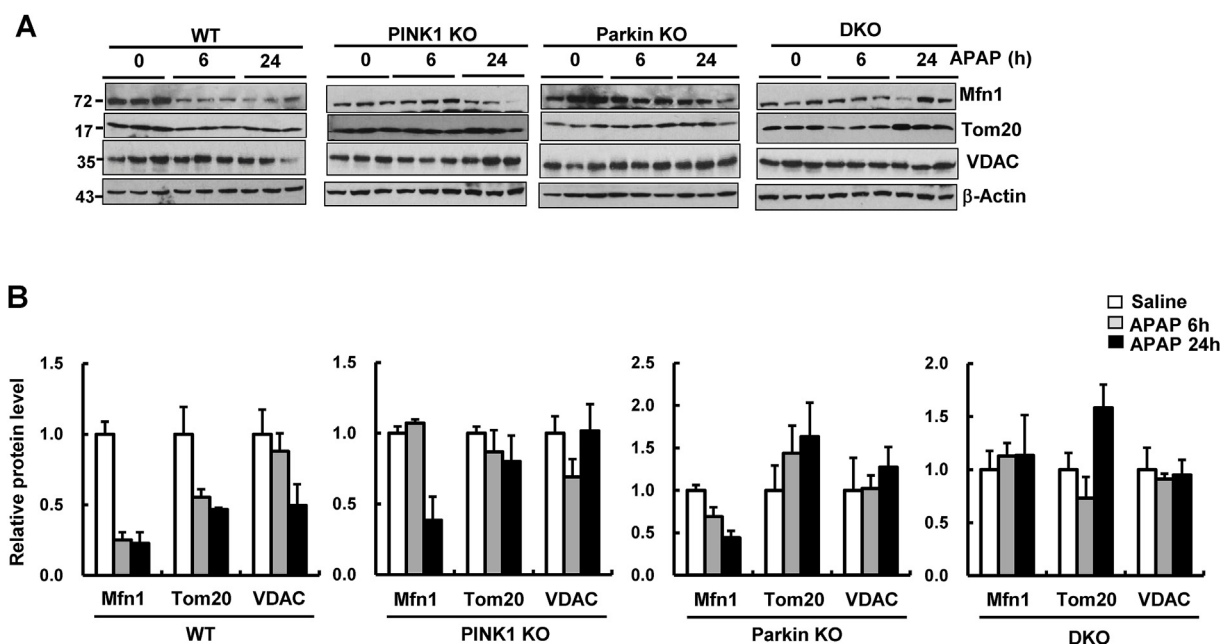 A
WT
PINK1 KO
Parkin KO
DKO
0 6 24
0 6 24
0 6 24
0 6 24
APAP (h)
72
Mfn1
17
Tom20
35
VDAC
43
β-Actin
B
Saline
APAP 6h
APAP 24h
Relative protein level
1.5
1.0
0.5
0.0
Mfn1 Tom20 VDAC
WT
1.5
1.0
0.5
0.0
Mfn1 Tom20 VDAC
PINK1 KO
2.5
2.0
1.5
1.0
0.5
0.0
Mfn1 Tom20 VDAC
Parkin KO
2.0
1.5
1.0
0.5
0.0
Mfn1 Tom20 VDAC
DKO